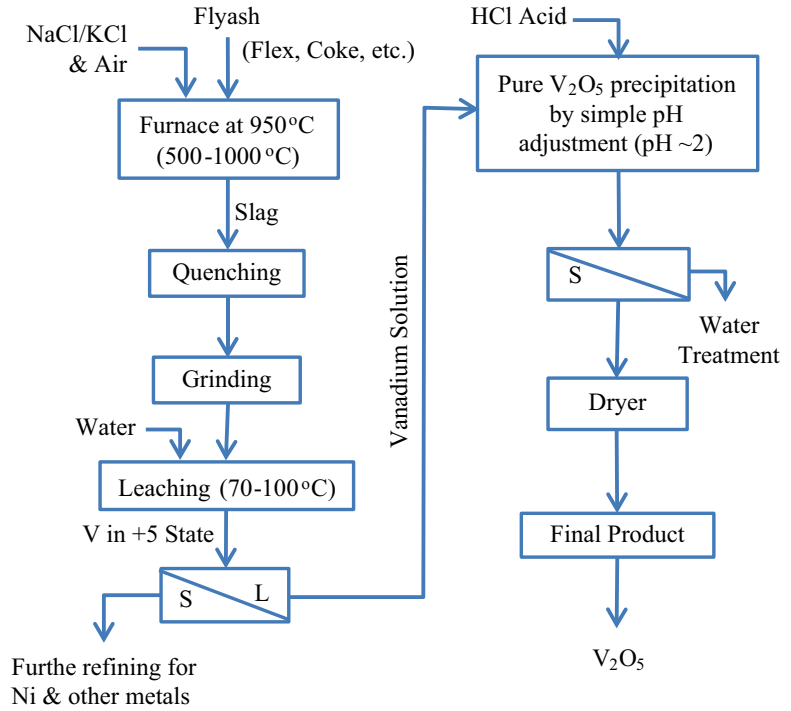 NaCl/KCl
& Air
Flyash
(Flex, Coke, etc.)
Furnace at 950°C
(500-1000°C)
Slag
Quenching
Grinding
Water
Leaching (70-100°C)
V in +5 State
S
L
Furthe refining for
Ni & other metals
Vanadium Solution
HCl Acid
Pure V₂O₅ precipitation
by simple pH
adjustment (pH ~2)
S
Water
Treatment
Dryer
Final Product
V₂O₅